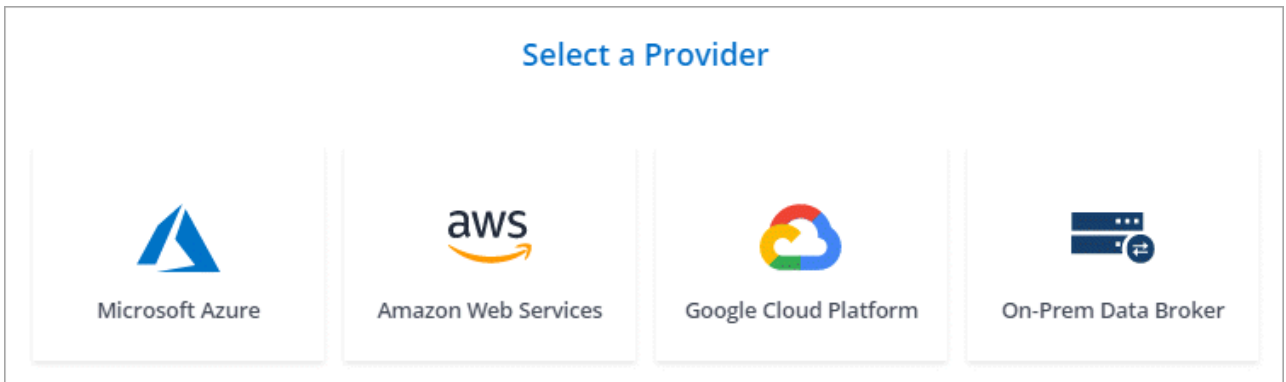 Select a Provider
aws
Microsoft Azure
Amazon Web Services
Google Cloud Platform
On-Prem Data Broker